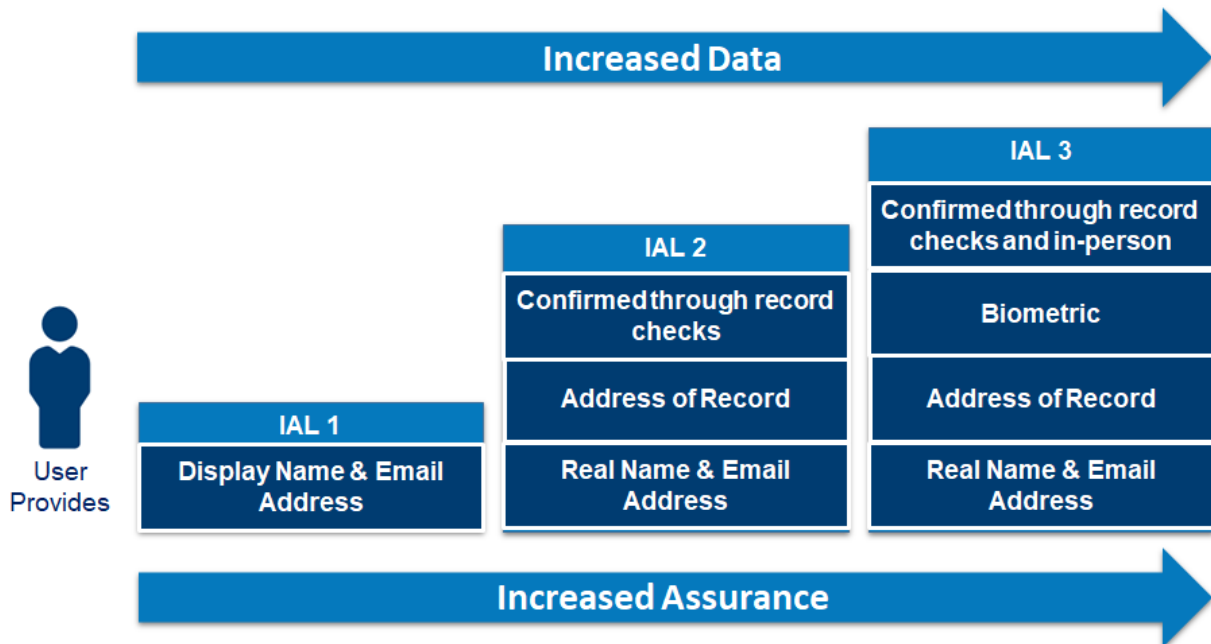 Increased Data
IAL 3
Confirmed through record
checks and in-person
Biometric
Address of Record
Real Name & Email
Address
IAL 2
Confirmed through record
checks
Address of Record
Real Name & Email
Address
IAL 1
Display Name & Email
Address
User
Provides
Increased Assurance